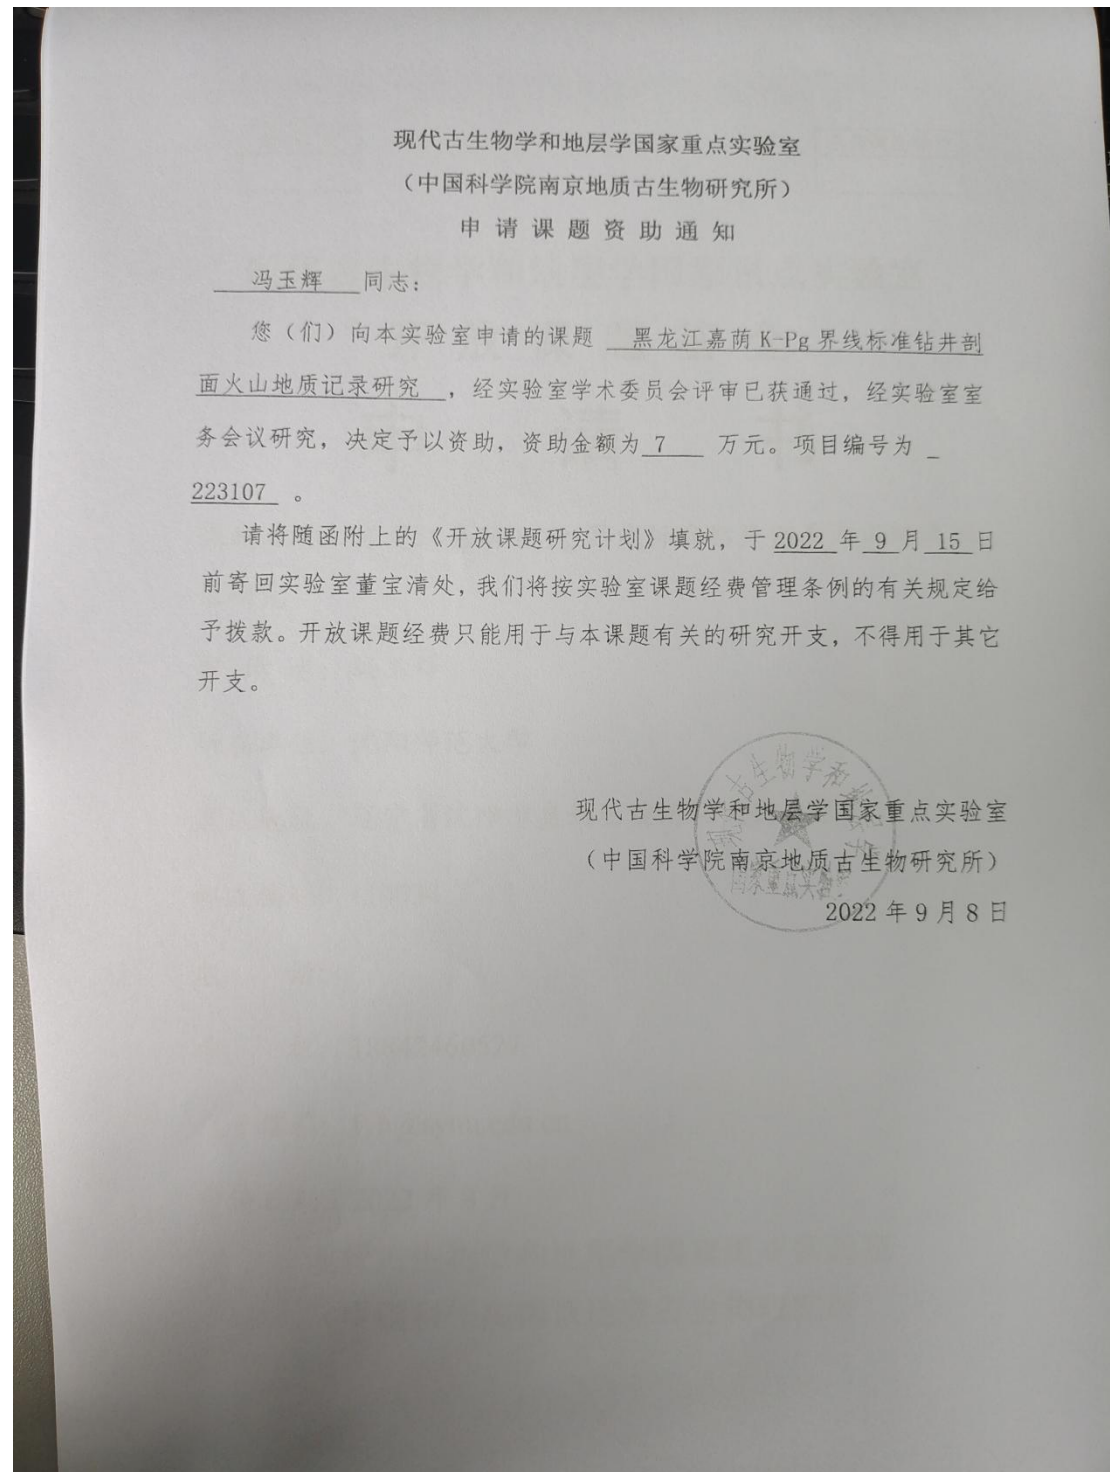 现代古生物学和地层学国家重点实验室
（中国科学院南京地质古生物研究所）
申请课题资助通知
冯玉辉 同志：
您（们）向本实验室申请的课题 黑龙江嘉荫 K-Pg 界线标准钻井剖
面火山地质记录研究 ，经实验室学术委员会评审已获通过，经实验室室
务会议研究，决定予以资助，资助金额为 7 万元。项目编号为
223107 。
请将随函附上的《开放课题研究计划》填就，于 2022 年 9 月 15 日
前寄回实验室董宝清处，我们将按实验室课题经费管理条例的有关规定给
予拨款。开放课题经费只能用于与本课题有关的研究开支，不得用于其它
开支。
现代古生物学和地层学国家重点实验室
（中国科学院南京地质古生物研究所）
2022 年 9 月 8 日